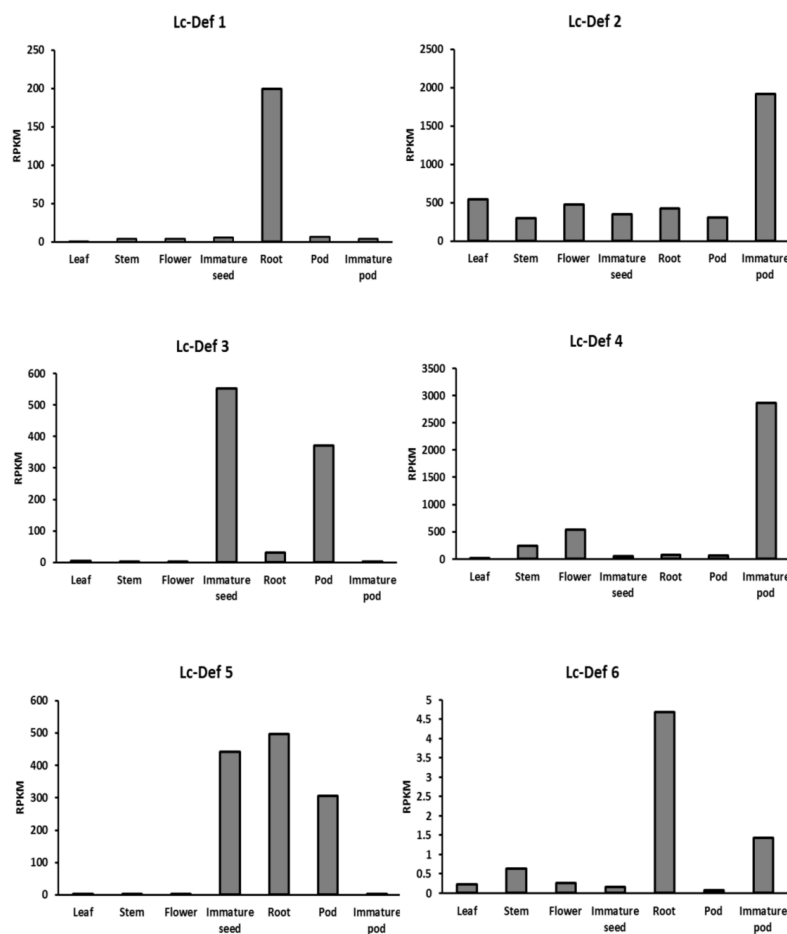 Lc-Def 1
250
200
150
100
50
0
RPKM
Leaf Stem Flower Immature seed Root Pod Immature pod
Lc-Def 2
2500
2000
1500
1000
500
0
RPKM
Leaf Stem Flower Immature seed Root Pod Immature pod
Lc-Def 3
600
500
400
300
200
100
0
RPKM
Leaf Stem Flower Immature seed Root Pod Immature pod
Lc-Def 4
3500
3000
2500
2000
1500
1000
500
0
RPKM
Leaf Stem Flower Immature seed Root Pod Immature pod
Lc-Def 5
600
500
400
300
200
100
0
RPKM
Leaf Stem Flower Immature seed Root Pod Immature pod
Lc-Def 6
5
4.5
4
3.5
3
2.5
2
1.5
1
0.5
0
RPKM
Leaf Stem Flower Immature seed Root Pod Immature pod